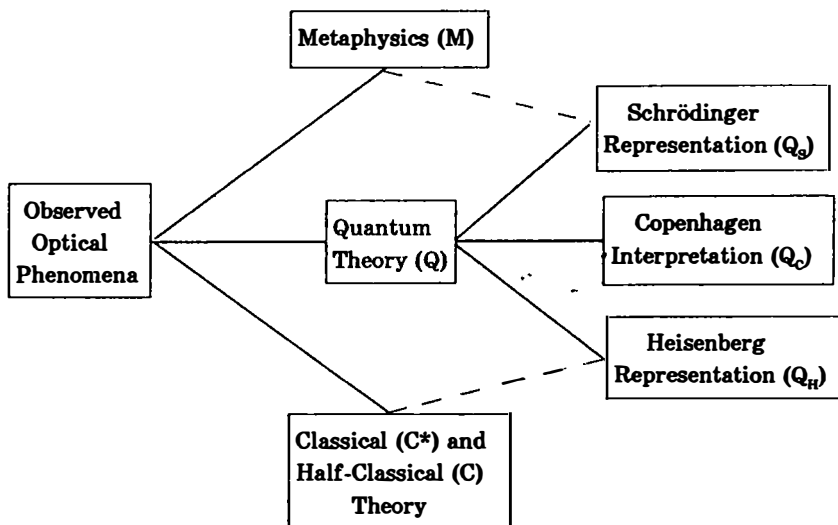 Metaphysics (M)
Schrödinger
Representation (Q_S)
Observed
Optical
Phenomena
Quantum
Theory (Q)
Copenhagen
Interpretation (Q_C)
Heisenberg
Representation (Q_H)
Classical (C*) and
Half-Classical (C)
Theory